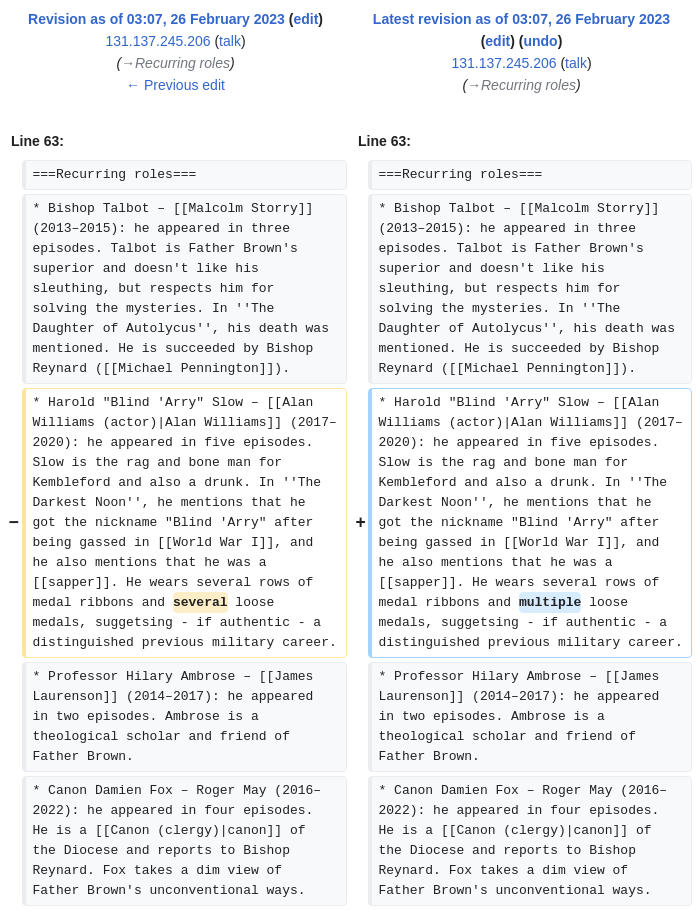 Revision as of 03:07, 26 February 2023 (edit)
131.137.245.206 (talk)
(→Recurring roles)
← Previous edit
Latest revision as of 03:07, 26 February 2023
(edit) (undo)
131.137.245.206 (talk)
(→Recurring roles)
Line 63:
===Recurring roles===
* Bishop Talbot – [[Malcolm Storry]]
(2013–2015): he appeared in three
episodes. Talbot is Father Brown's
superior and doesn't like his
sleuthing, but respects him for
solving the mysteries. In ''The
Daughter of Autolycus'', his death was
mentioned. He is succeeded by Bishop
Reynard ([[Michael Pennington]]).
−
* Harold "Blind 'Arry" Slow – [[Alan
Williams (actor)|Alan Williams]] (2017–
2020): he appeared in five episodes.
Slow is the rag and bone man for
Kembleford and also a drunk. In ''The
Darkest Noon'', he mentions that he
got the nickname "Blind 'Arry" after
being gassed in [[World War I]], and
he also mentions that he was a
[[sapper]]. He wears several rows of
medal ribbons and several loose
medals, suggetsing - if authentic - a
distinguished previous military career.
* Professor Hilary Ambrose – [[James
Laurenson]] (2014–2017): he appeared
in two episodes. Ambrose is a
theological scholar and friend of
Father Brown.
* Canon Damien Fox – Roger May (2016–
2022): he appeared in four episodes.
He is a [[Canon (clergy)|canon]] of
the Diocese and reports to Bishop
Reynard. Fox takes a dim view of
Father Brown's unconventional ways.
Line 63:
===Recurring roles===
* Bishop Talbot – [[Malcolm Storry]]
(2013–2015): he appeared in three
episodes. Talbot is Father Brown's
superior and doesn't like his
sleuthing, but respects him for
solving the mysteries. In ''The
Daughter of Autolycus'', his death was
mentioned. He is succeeded by Bishop
Reynard ([[Michael Pennington]]).
+
* Harold "Blind 'Arry" Slow – [[Alan
Williams (actor)|Alan Williams]] (2017–
2020): he appeared in five episodes.
Slow is the rag and bone man for
Kembleford and also a drunk. In ''The
Darkest Noon'', he mentions that he
got the nickname "Blind 'Arry" after
being gassed in [[World War I]], and
he also mentions that he was a
[[sapper]]. He wears several rows of
medal ribbons and multiple loose
medals, suggetsing - if authentic - a
distinguished previous military career.
* Professor Hilary Ambrose – [[James
Laurenson]] (2014–2017): he appeared
in two episodes. Ambrose is a
theological scholar and friend of
Father Brown.
* Canon Damien Fox – Roger May (2016–
2022): he appeared in four episodes.
He is a [[Canon (clergy)|canon]] of
the Diocese and reports to Bishop
Reynard. Fox takes a dim view of
Father Brown's unconventional ways.